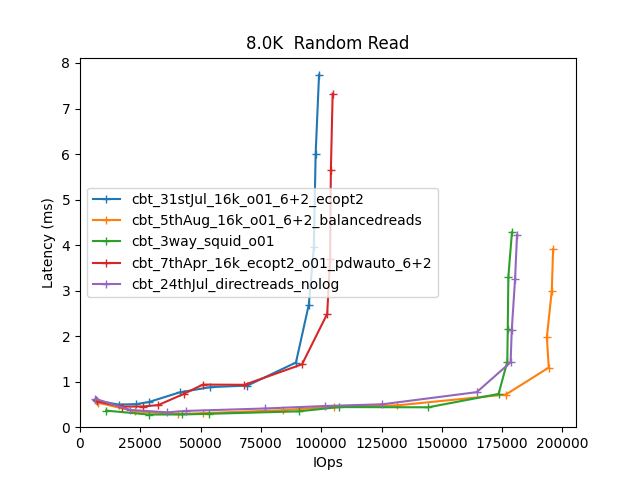 8.0K  Random Read
8
7
6
5
4
3
2
1
0
Latency (ms)
cbt_31stJul_16k_o01_6+2_ecopt2
cbt_5thAug_16k_o01_6+2_balancedreads
cbt_3way_squid_o01
cbt_7thApr_16k_ecopt2_o01_pdwauto_6+2
cbt_24thJul_directreads_nolog
0 25000 50000 75000 100000 125000 150000 175000 200000
IOps